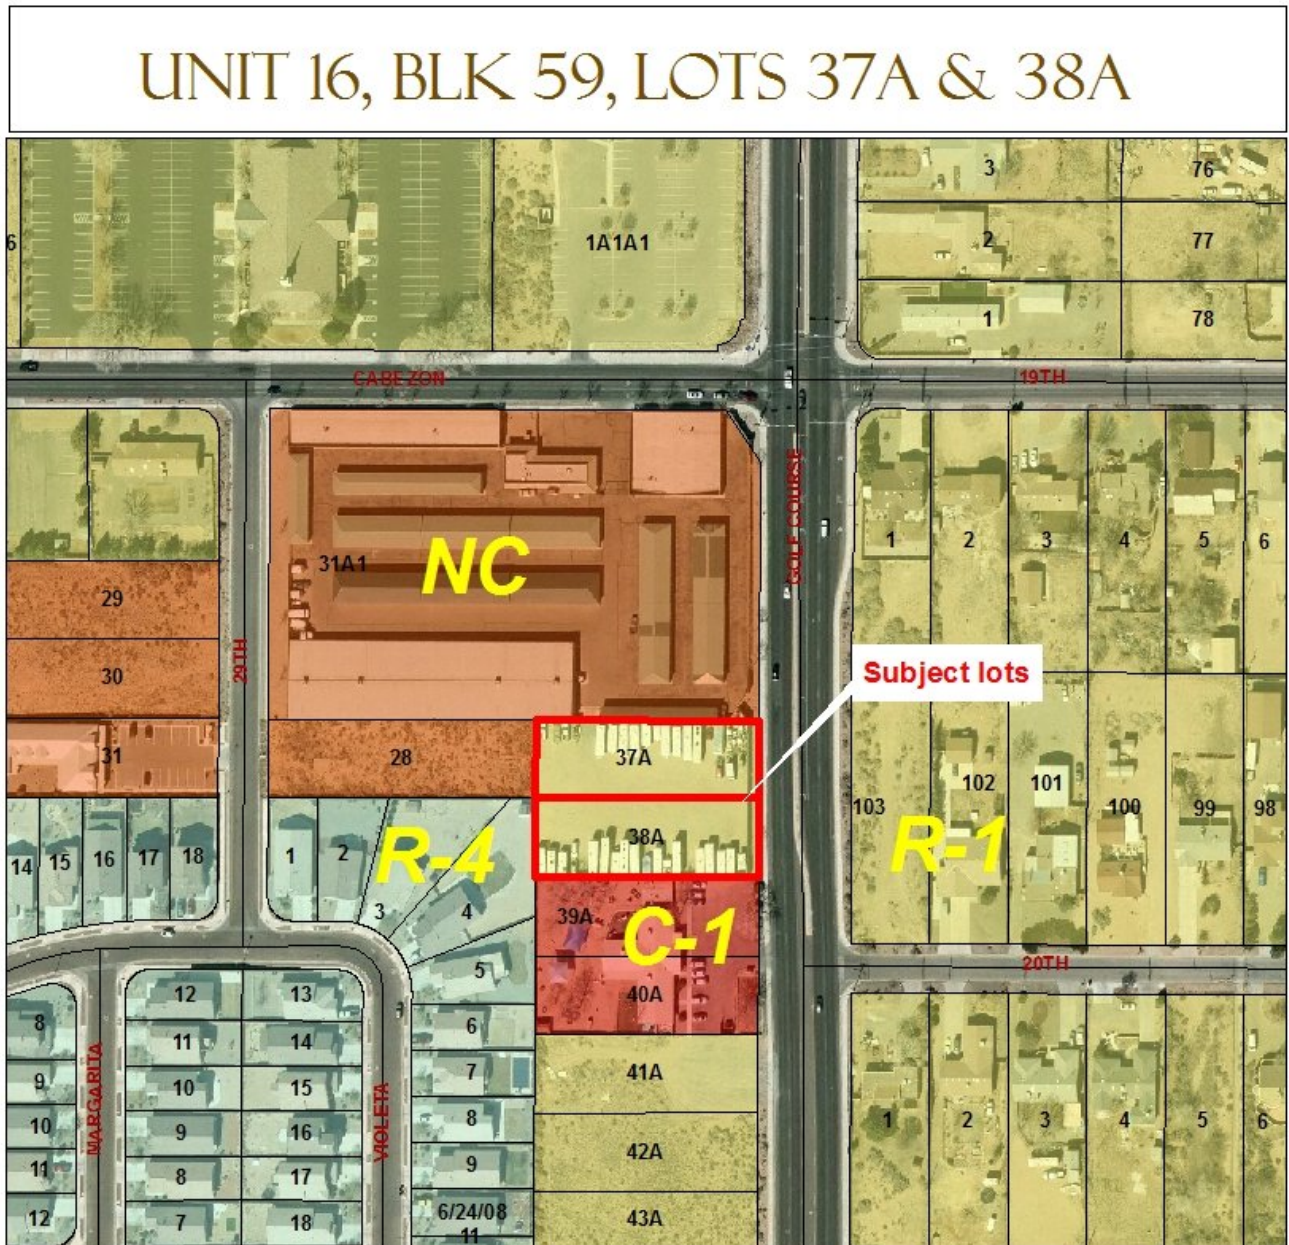 UNIT 16, BLK 59, LOTS 37A & 38A
6
1A1A1
3
76
2
77
1
78
CABEZON
19TH
GOLF COURSE
29TH
31A1
NC
29
30
31
28
1
2
3
4
5
6
Subject lots
37A
38A
103
102
101
100
99
98
R-1
R-4
14
15
16
17
18
1
2
3
4
5
6
7
8
9
6/24/08
11
39A
C-1
40A
41A
42A
43A
20TH
MARGARITA
VIOLETA
8
9
10
11
12
12
11
10
9
8
7
13
14
15
16
17
18
1
2
3
4
5
6